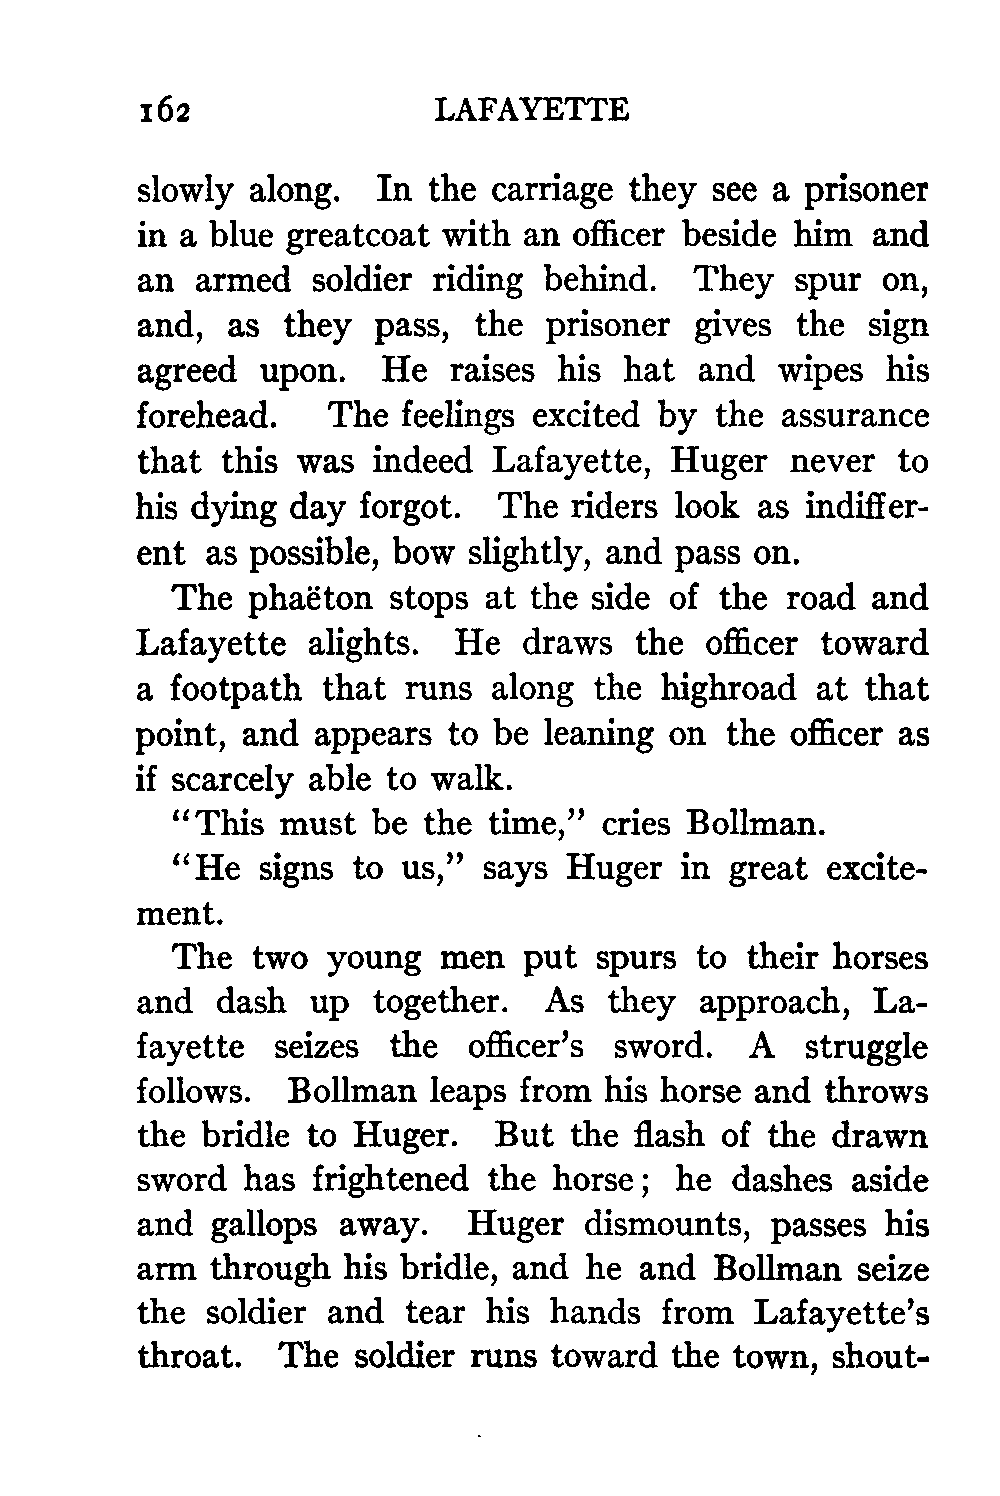 162 LAFAYETTE
slowly along. In the carriage they see a prisoner
in a blue greatcoat with an officer beside him and
an armed soldier riding behind. They spur on,
and, as they pass, the prisoner gives the sign
agreed upon. He raises his hat and wipes his
forehead. The feelings excited by the assurance
that this was indeed Lafayette, Huger never to
his dying day forgot. The riders look as indiffer-
ent as possible, bow slightly, and pass on.
The phaëton stops at the side of the road and
Lafayette alights. He draws the officer toward
a footpath that runs along the highroad at that
point, and appears to be leaning on the officer as
if scarcely able to walk.
“This must be the time,” cries Bollman.
“He signs to us,” says Huger in great excite-
ment.
The two young men put spurs to their horses
and dash up together. As they approach, La-
fayette seizes the officer’s sword. A struggle
follows. Bollman leaps from his horse and throws
the bridle to Huger. But the flash of the drawn
sword has frightened the horse; he dashes aside
and gallops away. Huger dismounts, passes his
arm through his bridle, and he and Bollman seize
the soldier and tear his hands from Lafayette’s
throat. The soldier runs toward the town, shout-